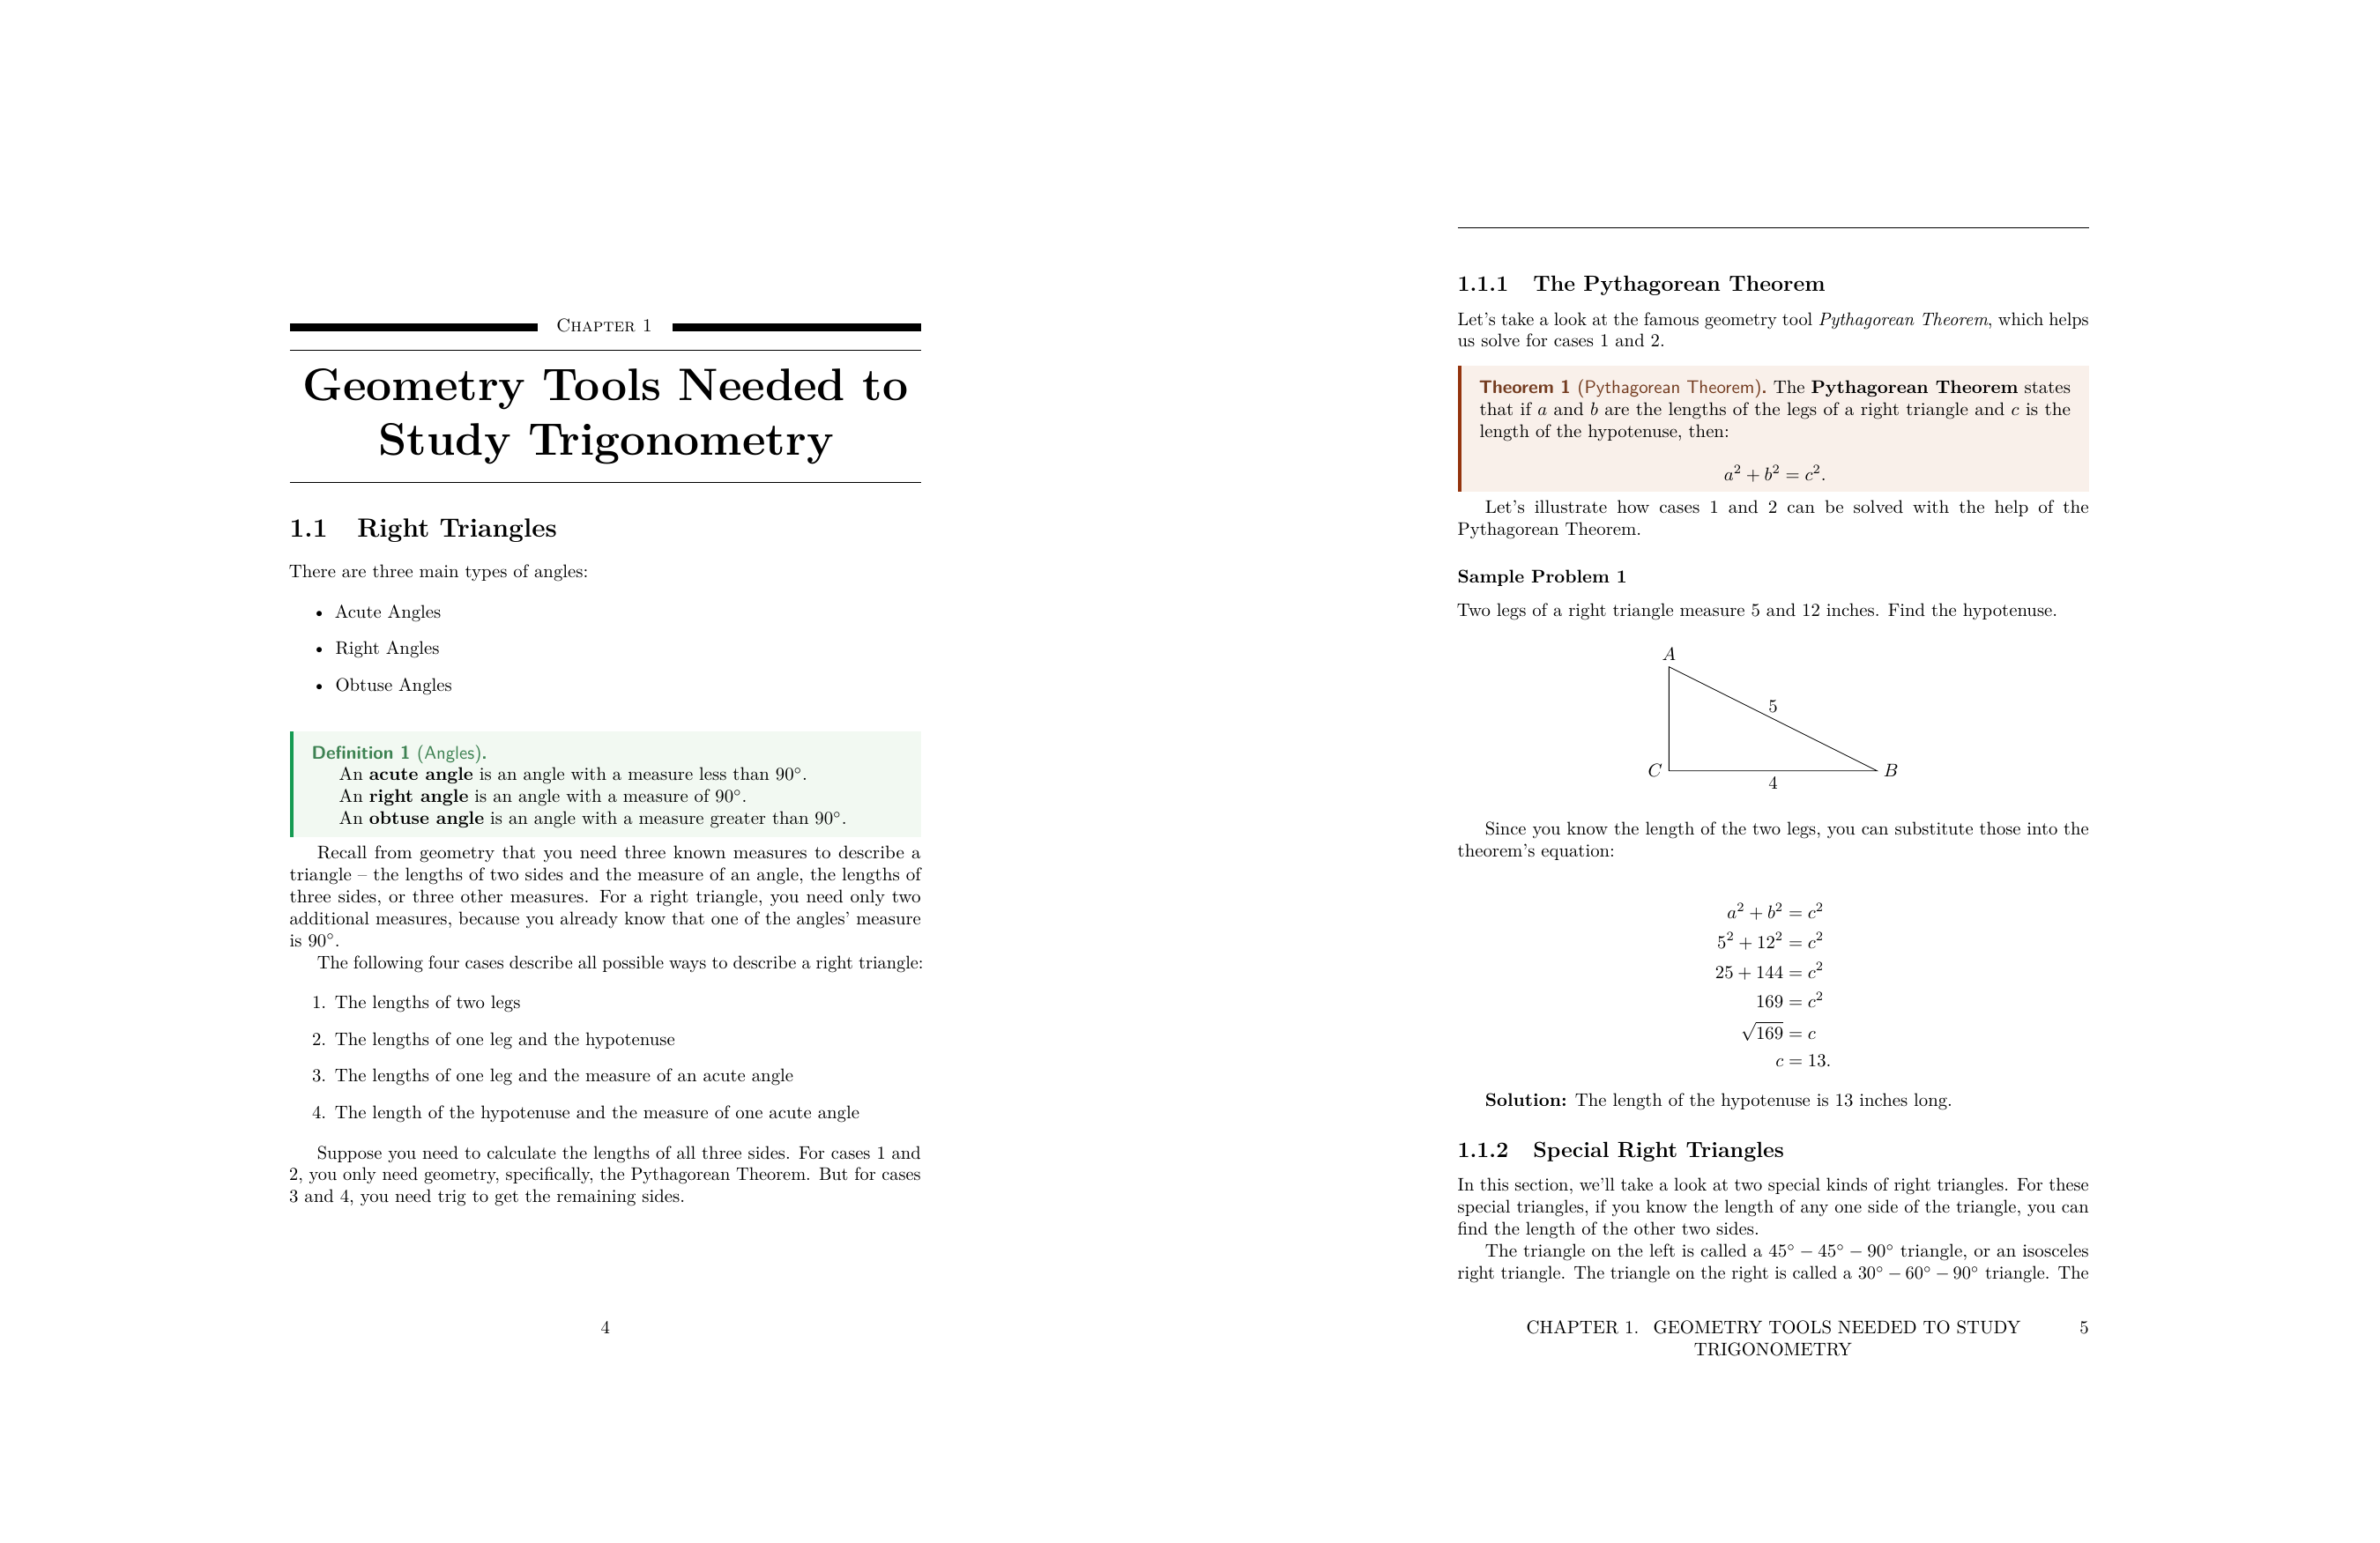 CHAPTER 1
Geometry Tools Needed to
Study Trigonometry
1.1 Right Triangles
There are three main types of angles:
• Acute Angles
• Right Angles
• Obtuse Angles
Definition 1 (Angles).
An acute angle is an angle with a measure less than 90°.
An right angle is an angle with a measure of 90°.
An obtuse angle is an angle with a measure greater than 90°.
Recall from geometry that you need three known measures to describe a
triangle – the lengths of two sides and the measure of an angle, the lengths of
three sides, or three other measures. For a right triangle, you need only two
additional measures, because you already know that one of the angles' measure
is 90°.
The following four cases describe all possible ways to describe a right triangle:
1. The lengths of two legs
2. The lengths of one leg and the hypotenuse
3. The lengths of one leg and the measure of an acute angle
4. The length of the hypotenuse and the measure of one acute angle
Suppose you need to calculate the lengths of all three sides. For cases 1 and
2, you only need geometry, specifically, the Pythagorean Theorem. But for cases
3 and 4, you need trig to get the remaining sides.
4
1.1.1 The Pythagorean Theorem
Let's take a look at the famous geometry tool Pythagorean Theorem, which helps
us solve for cases 1 and 2.
Theorem 1 (Pythagorean Theorem). The Pythagorean Theorem states
that if a and b are the lengths of the legs of a right triangle and c is the
length of the hypotenuse, then:
a² + b² = c².
Let's illustrate how cases 1 and 2 can be solved with the help of the
Pythagorean Theorem.
Sample Problem 1
Two legs of a right triangle measure 5 and 12 inches. Find the hypotenuse.
A
5
C
B
4
Since you know the length of the two legs, you can substitute those into the
theorem's equation:
a² + b² = c²
5² + 12² = c²
25 + 144 = c²
169 = c²
√169 = c
c = 13.
Solution: The length of the hypotenuse is 13 inches long.
1.1.2 Special Right Triangles
In this section, we'll take a look at two special kinds of right triangles. For these
special triangles, if you know the length of any one side of the triangle, you can
find the length of the other two sides.
The triangle on the left is called a 45° − 45° − 90° triangle, or an isosceles
right triangle. The triangle on the right is called a 30° − 60° − 90° triangle. The
CHAPTER 1. GEOMETRY TOOLS NEEDED TO STUDY 5
TRIGONOMETRY